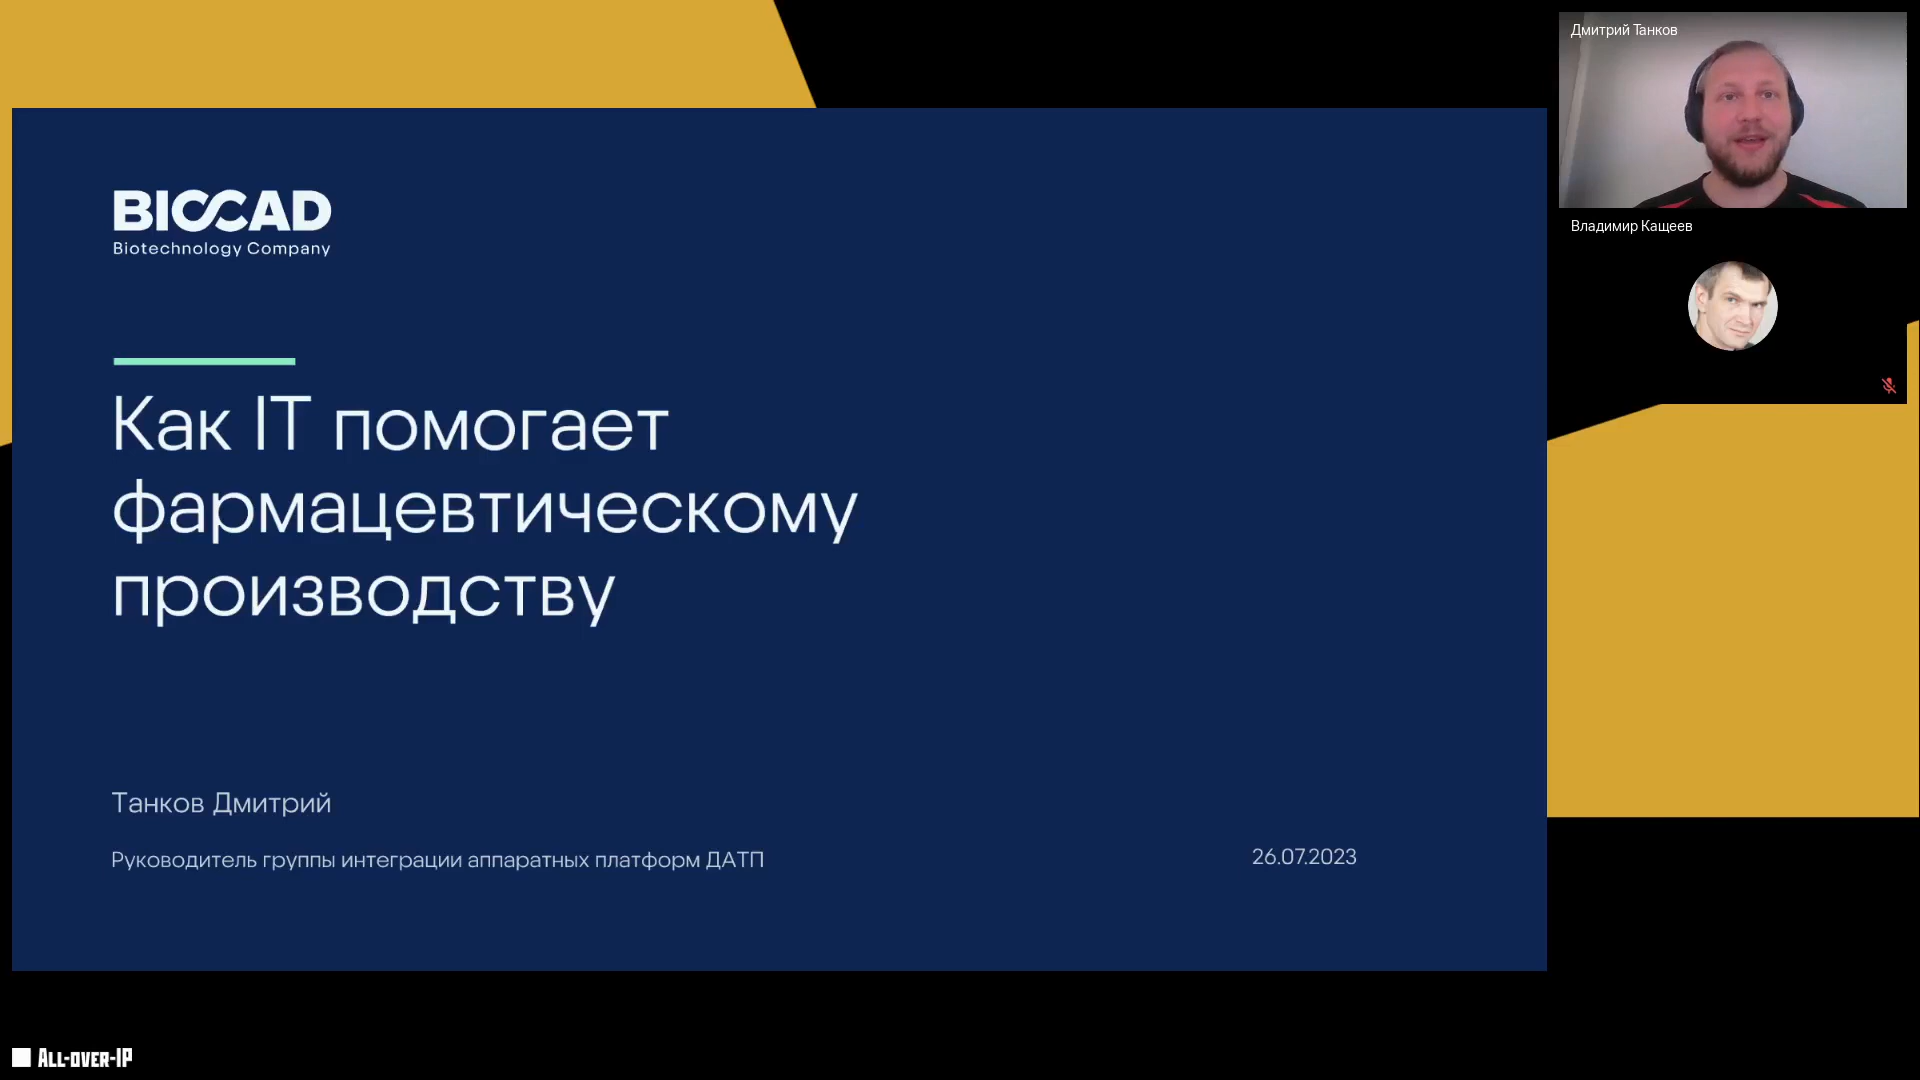 BIOCAD
Biotechnology Company
Как IT помогает
фармацевтическому
производству
Танков Дмитрий
Руководитель группы интеграции аппаратных платформ ДАТП
26.07.2023
Дмитрий Танков
Владимир Кащеев
All-over-IP